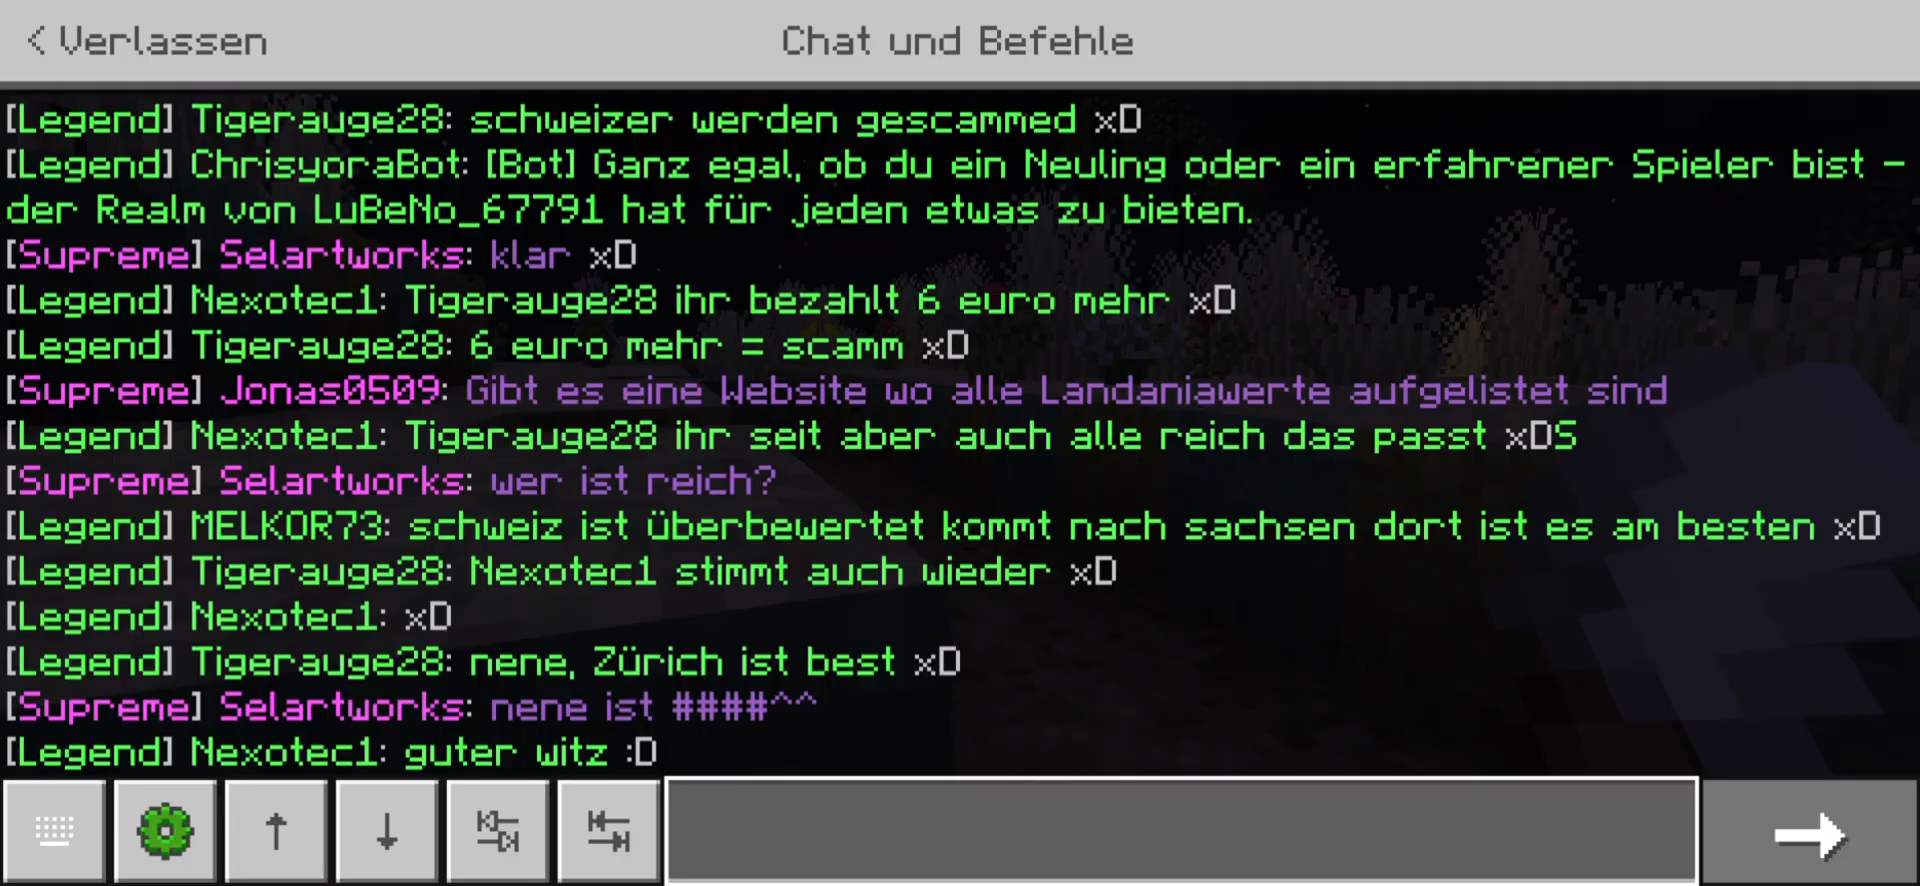 < Verlassen
Chat und Befehle
[Legend] Tigerauge28: schweizer werden gescammed xD
[Legend] ChrisyoraBot: [Bot] Ganz egal, ob du ein Neuling oder ein erfahrener Spieler bist -
der Realm von LuBeNo_67791 hat für jeden etwas zu bieten.
[Supreme] Selartworks: klar xD
[Legend] Nexotec1: Tigerauge28 ihr bezahlt 6 euro mehr xD
[Legend] Tigerauge28: 6 euro mehr = scamm xD
[Supreme] Jonas0509: Gibt es eine Website wo alle Landaniawerte aufgelistet sind
[Legend] Nexotec1: Tigerauge28 ihr seit aber auch alle reich das passt xDS
[Supreme] Selartworks: wer ist reich?
[Legend] MELKOR73: schweiz ist überbewertet kommt nach sachsen dort ist es am besten xD
[Legend] Tigerauge28: Nexotec1 stimmt auch wieder xD
[Legend] Nexotec1: xD
[Legend] Tigerauge28: nene, Zürich ist best xD
[Supreme] Selartworks: nene ist ####^^
[Legend] Nexotec1: guter witz :D